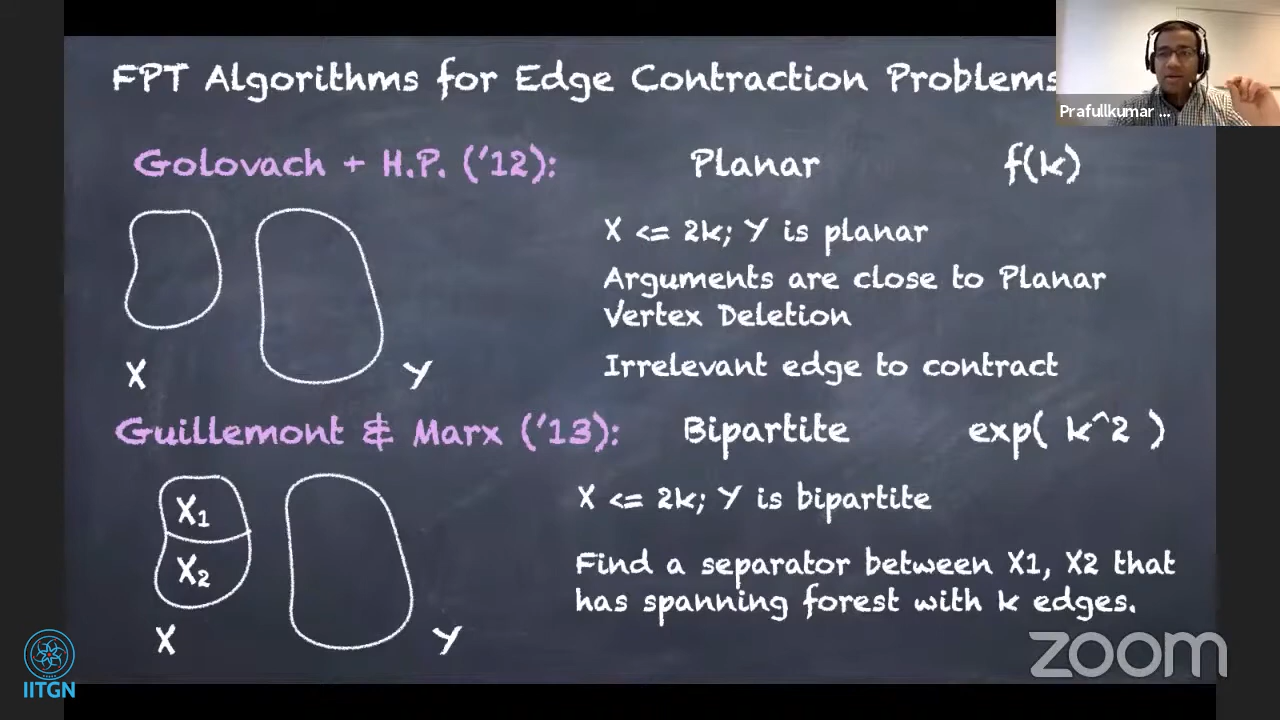 FPT Algorithms for Edge Contraction Problems
Prafullkumar ...
Golovach + H.P. ('12):
Planar
f(k)
X <= 2k; Y is planar
Arguments are close to Planar
Vertex Deletion
Irrelevant edge to contract
X
Y
Guillemont & Marx ('13):
Bipartite
exp( k^2 )
X1
X2
X
Y
X <= 2k; Y is bipartite
Find a separator between X1, X2 that
has spanning forest with k edges.
zoom
IITGN